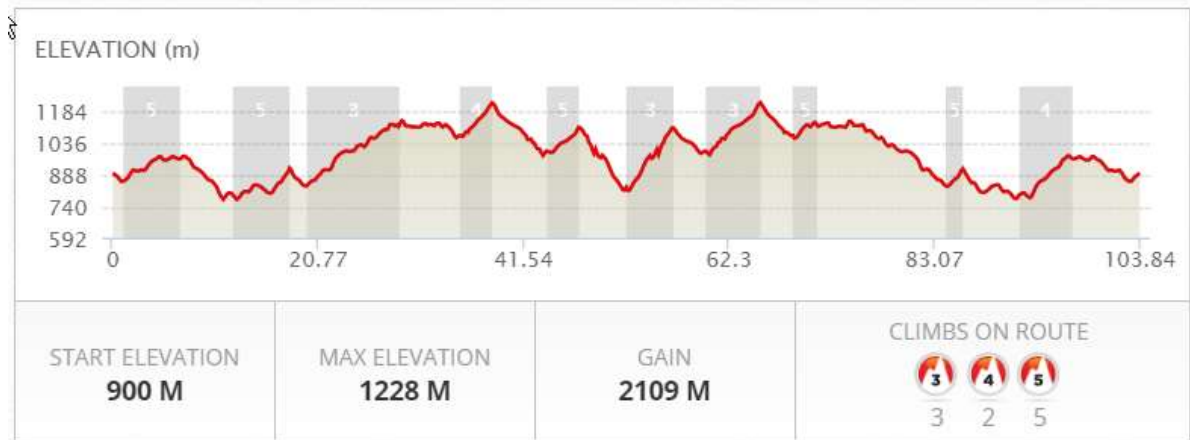 ELEVATION (m)
5 5 3 4 5 3 3 5 5 4
1184
1036
888
740
592
0 20.77 41.54 62.3 83.07 103.84
START ELEVATION
900 M
MAX ELEVATION
1228 M
GAIN
2109 M
CLIMBS ON ROUTE
3 4 5
3 2 5